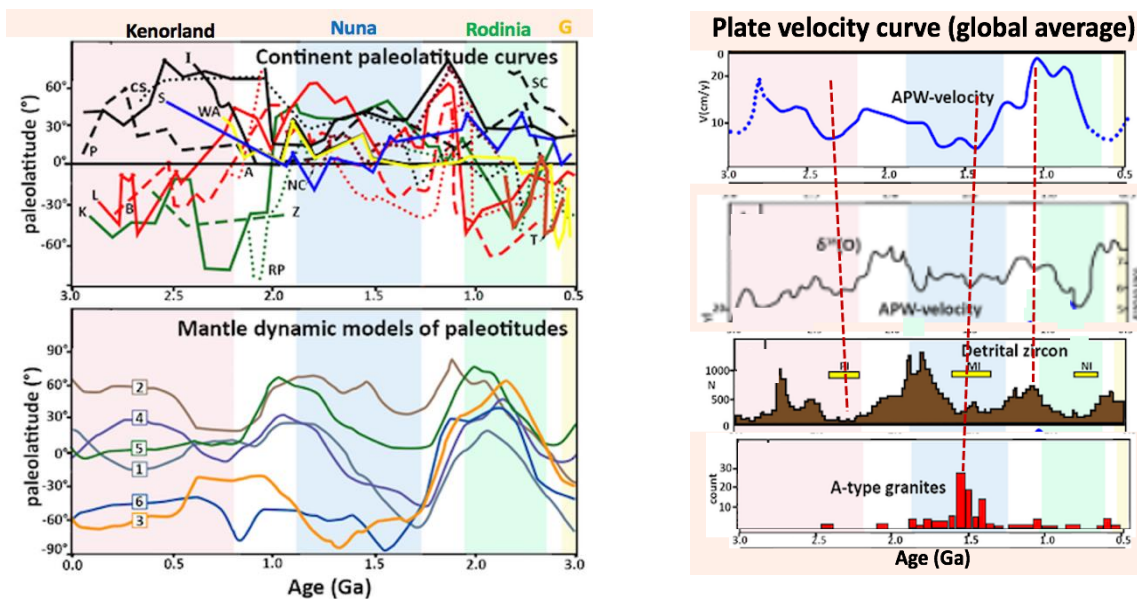 Kenorland Nuna Rodinia G
Continent paleolatitude curves
paleolatitude (°)
60°
30°
0°
-30°
-60°
I
CS
S
SC
WA
P
A
NC
L
B
K
Z
RP
T
3.0 2.5 2.0 1.5 1.0 0.5
Mantle dynamic models of paleotitudes
paleolatitude (°)
90°
60°
30°
0°
-30°
-60°
-90°
2
4
5
1
6
3
0.0 0.5 1.0 1.5 2.0 2.5 3.0
Age (Ga)
Plate velocity curve (global average)
V(cm/y)
20
10
APW-velocity
3.0 2.5 2.0 1.5 1.0 0.5
δ¹⁸(O)
APW-velocity
7
6
5
Detrital zircon
1000
N
500
0
MI
NI
A-type granites
count
30
20
10
3.0 2.5 2.0 1.5 1.0 0.5
Age (Ga)